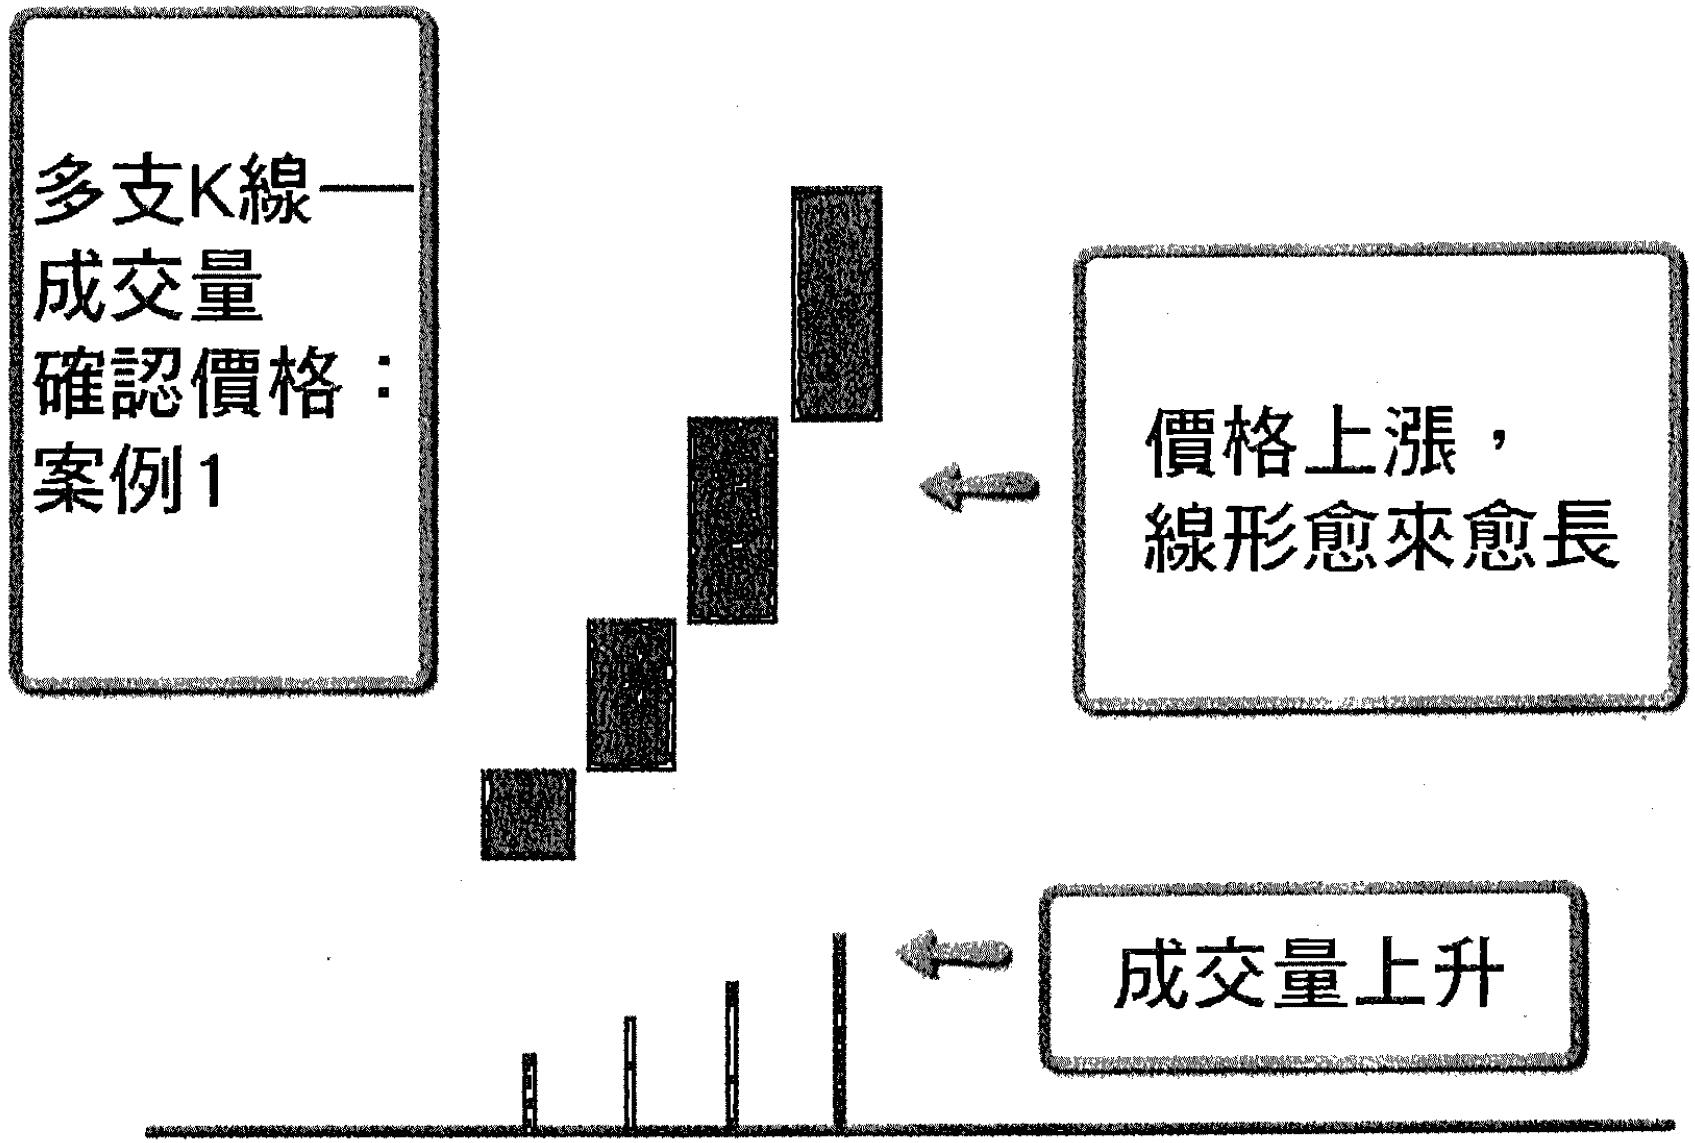 多支K線——
成交量
確認價格：
案例1
價格上漲，
線形愈來愈長
成交量上升